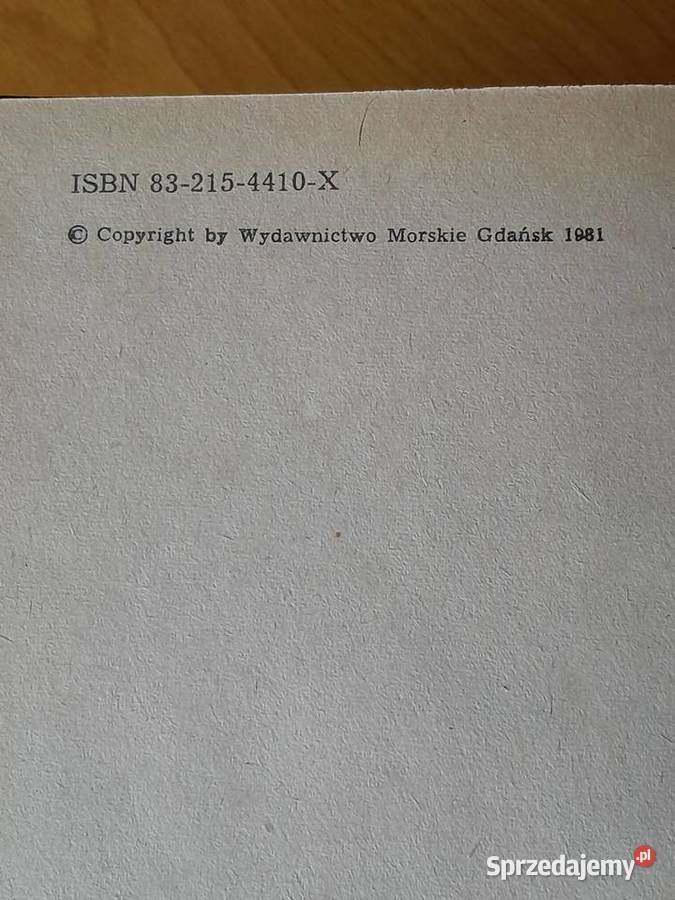 ISBN 83-215-4410-X
© Copyright by Wydawnictwo Morskie Gdańsk 1981
Sprzedajemy.pl